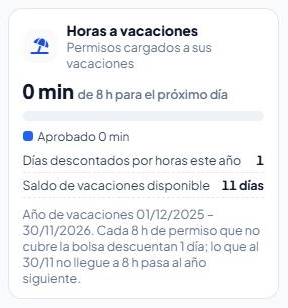 Horas a vacaciones
Permisos cargados a sus
vacaciones
0 min de 8 h para el próximo día
Aprobado 0 min
Días descontados por horas este año 1
Saldo de vacaciones disponible 11 días
Año de vacaciones 01/12/2025 –
30/11/2026. Cada 8 h de permiso que no
cubre la bolsa descuentan 1 día; lo que al
30/11 no llegue a 8 h pasa al año
siguiente.